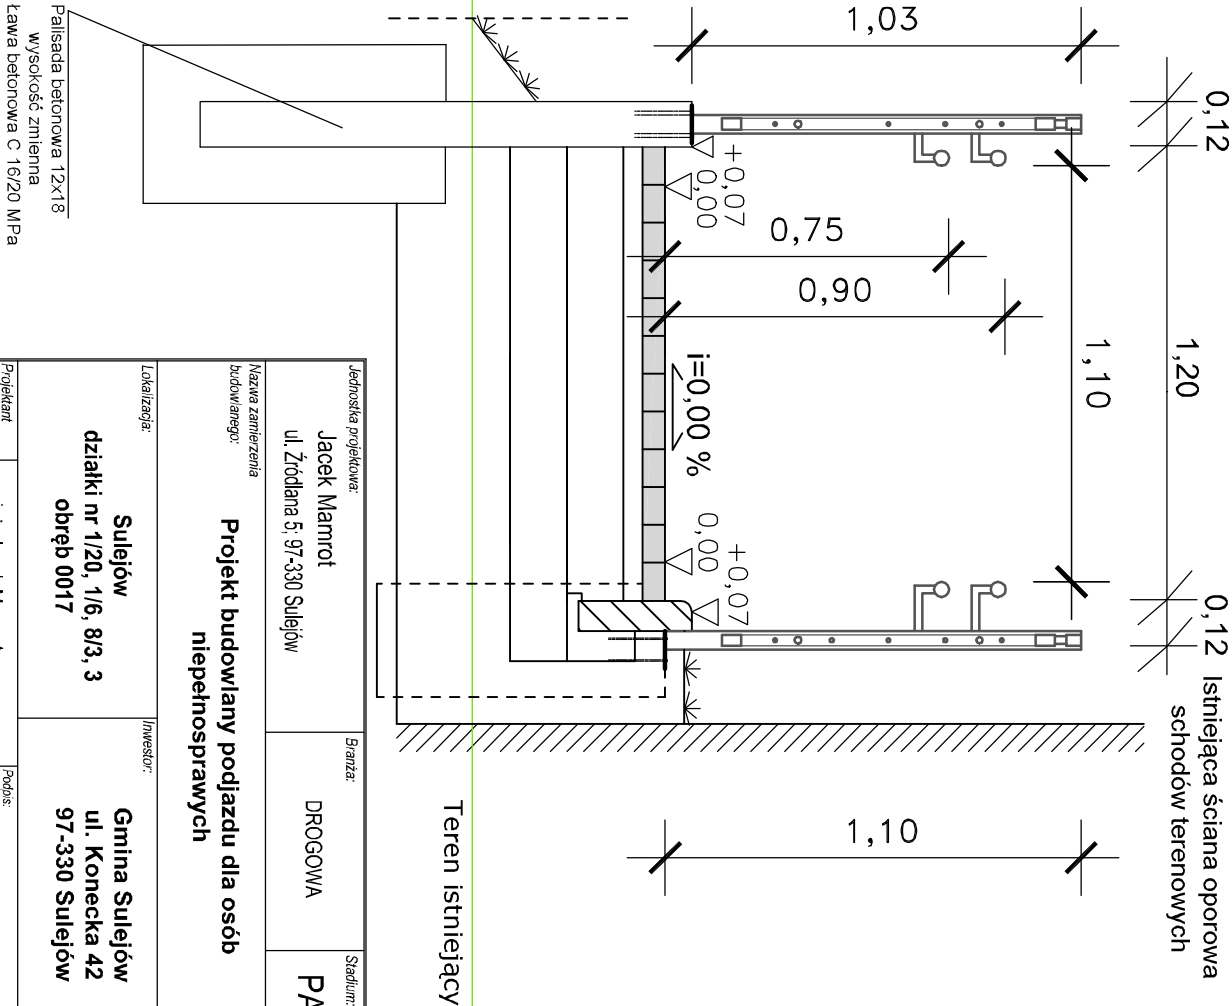 1,03
0,12
Palisada betonowa 12x18
wysokość zmienna
Ława betonowa C 16/20 MPa
+0,07
0,00
0,75
0,90
1,10
1,20
i=0,00 %
0,00
+0,07
0,12
Istniejąca ściana oporowa
schodów terenowych
1,10
Teren istniejący
Jednostka projektowa:
Jacek Mamrot
ul. Źródlana 5; 97-330 Sulejów
Branża:
DROGOWA
Stadium:
Nazwa zamierzenia
budowlanego:
Projekt budowlany podjazdu dla osób
niepełnosprawych
Lokalizacja:
Sulejów
działki nr 1/20, 1/6, 8/3, 3
obręb 0017
Inwestor:
Gmina Sulejów
ul. Konecka 42
97-330 Sulejów
Projektant
Podpis: